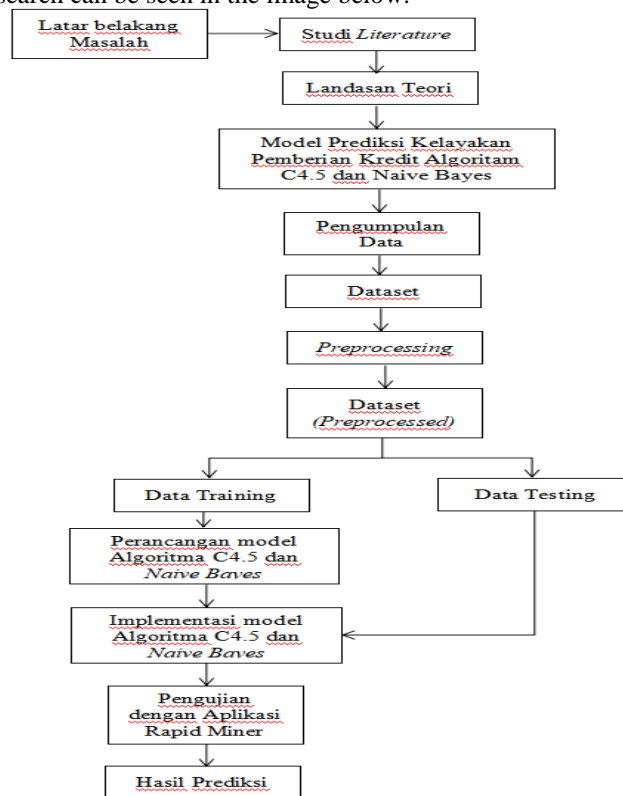 search can be seen in the image below.
Latar belakang
Masalah
Studi Literature
Landasan Teori
Model Prediksi Kelayakan
Pemberian Kredit Algoritam
C4.5 dan Naive Bayes
Pengumpulan
Data
Dataset
Preprocessing
Dataset
(Preprocessed)
Data Training
Data Testing
Perancangan model
Algoritma C4.5 dan
Naive Bayes
Implementasi model
Algoritma C4.5 dan
Naive Bayes
Pengujian
dengan Aplikasi
Rapid Miner
Hasil Prediksi